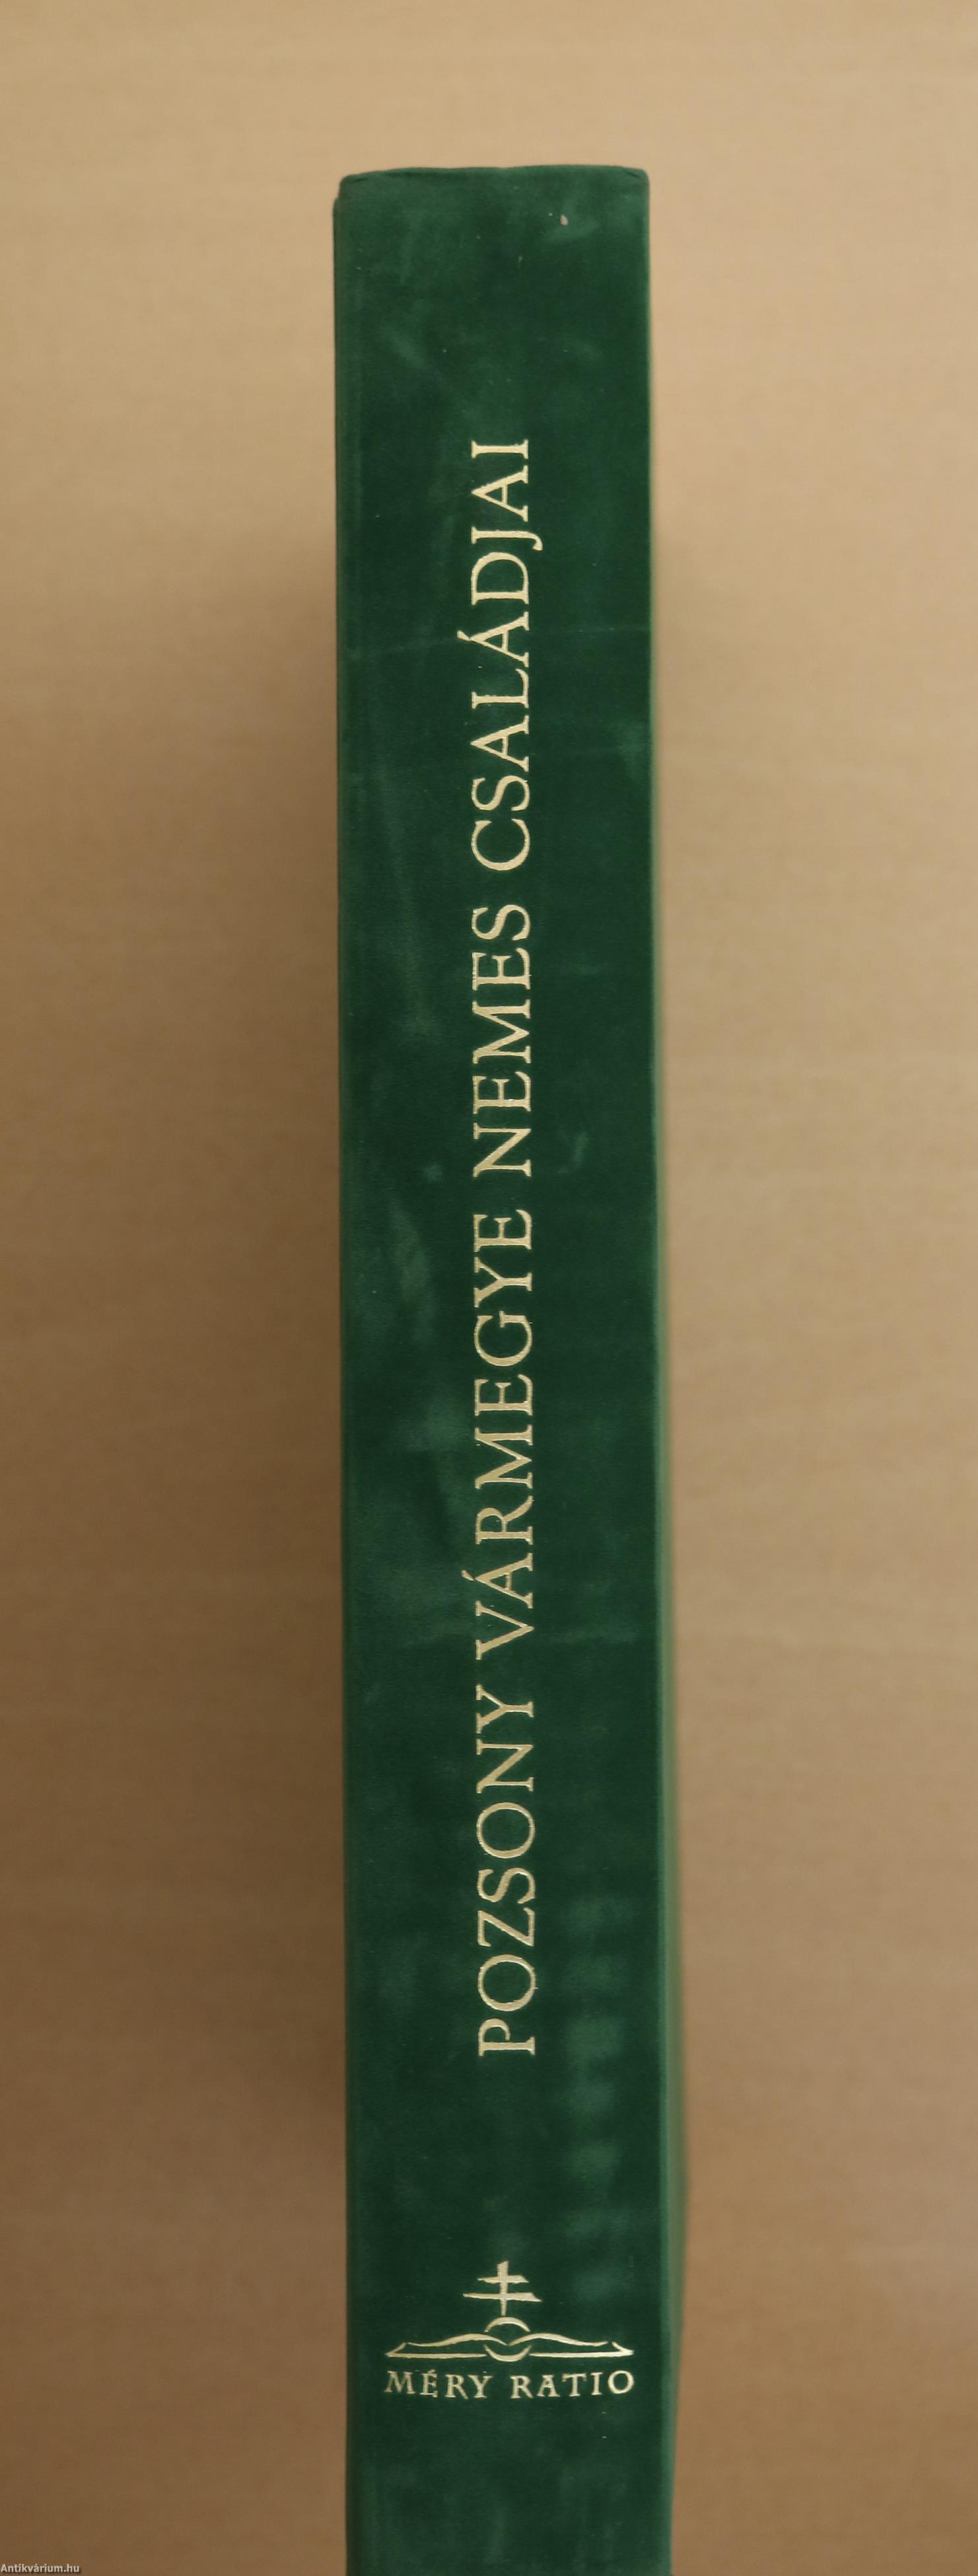 POZSONY VÁRMEGYE NEMES CSALÁDJAI
MÉRY RATIO
Antikvárium.hu